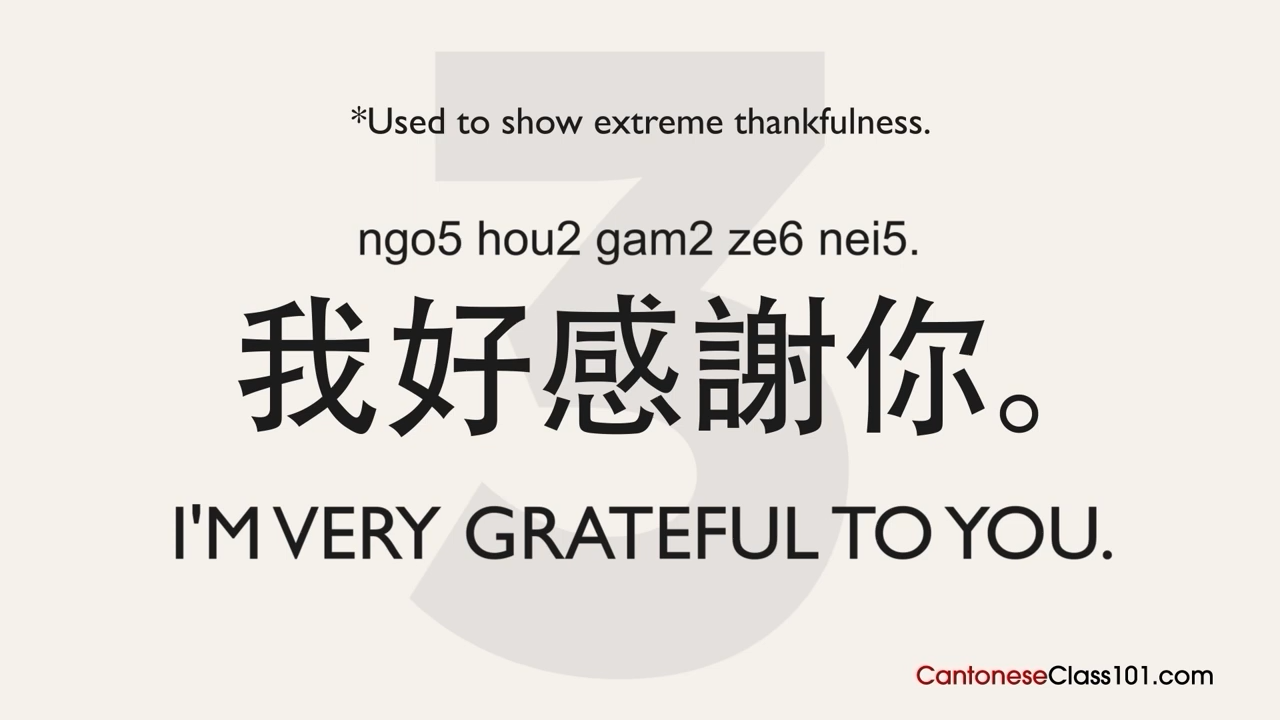 3
*Used to show extreme thankfulness.
ngo5 hou2 gam2 ze6 nei5.
我好感謝你。
I'M VERY GRATEFUL TO YOU.
CantoneseClass101.com